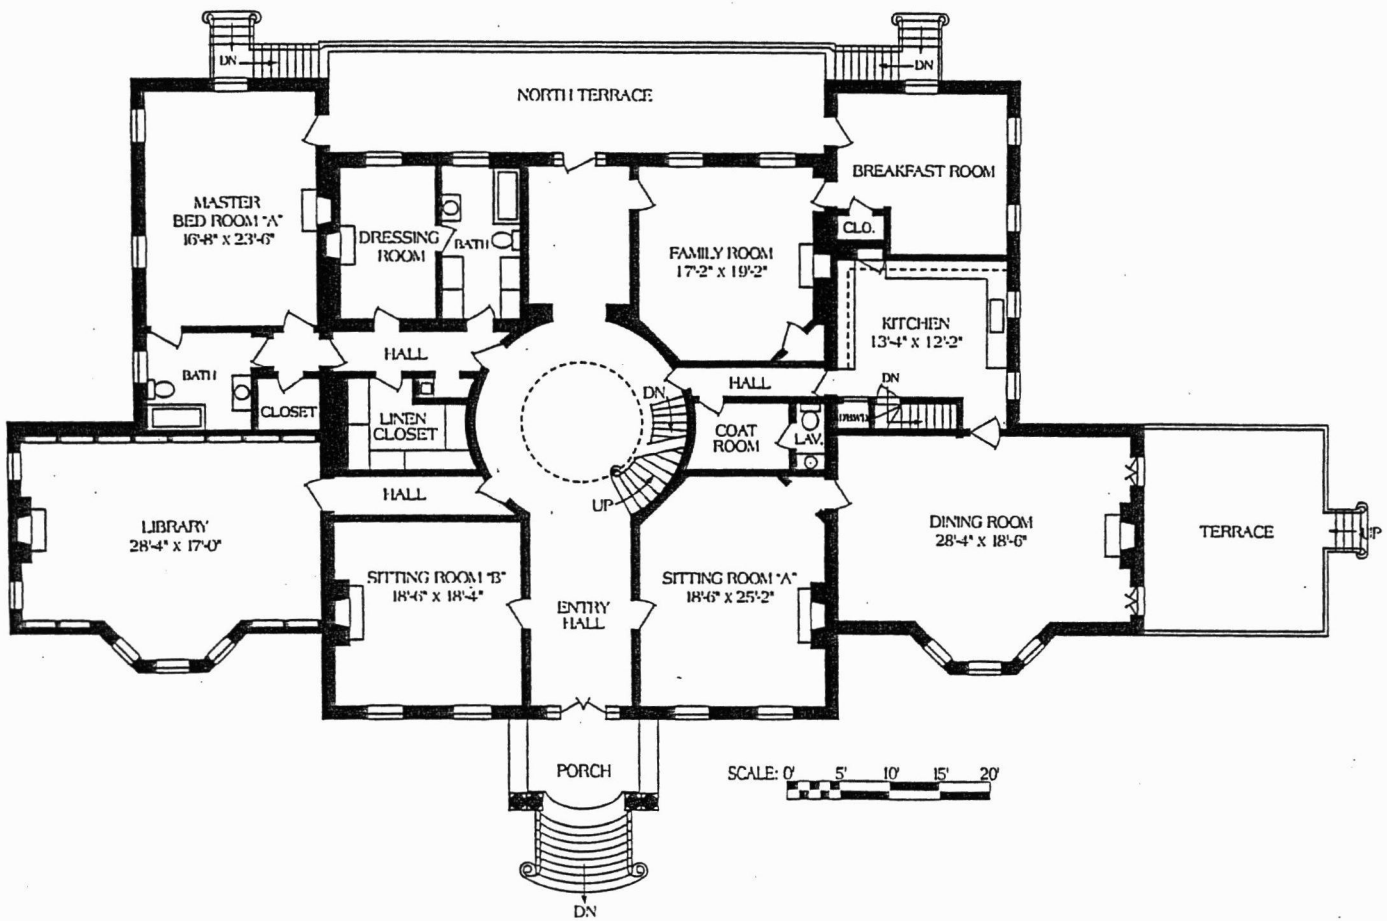 DN
DN
NORTH TERRACE
BREAKFAST ROOM
MASTER
BED ROOM "A"
16'-8" X 23'-6"
DRESSING
ROOM
BATH
FAMILY ROOM
17'-2" X 19'-2"
CLO.
KITCHEN
13'-4" X 12'-2"
HALL
BATH
CLOSET
LINEN
CLOSET
DN
HALL
DN
COAT
ROOM
LAV.
HALL
UP
LIBRARY
28'-4" X 17'-0"
DINING ROOM
28'-4" X 18'-6"
TERRACE
UP
SITTING ROOM "B"
18'-6" X 18'-4"
ENTRY
HALL
SITTING ROOM "A"
18'-6" X 25'-2"
PORCH
SCALE: 0' 5' 10' 15' 20'
DN